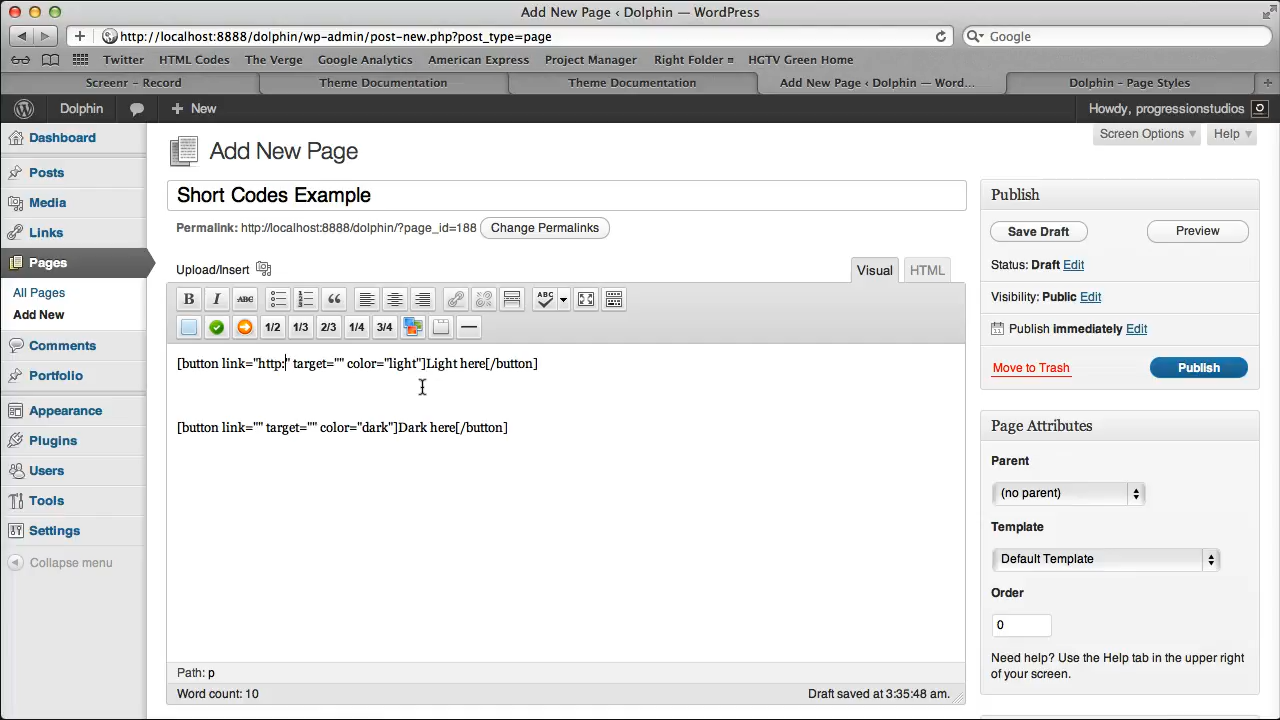 Add New Page ‹ Dolphin — WordPress
http://localhost:8888/dolphin/wp-admin/post-new.php?post_type=page
Google
Twitter HTML Codes The Verge Google Analytics American Express Project Manager Right Folder HGTV Green Home
Screenr – Record Theme Documentation Theme Documentation Add New Page ‹ Dolphin — Word... Dolphin - Page Styles
Dolphin + New Howdy, progressionstudios
Screen Options Help
Dashboard
Posts
Media
Links
Pages
All Pages
Add New
Comments
Portfolio
Appearance
Plugins
Users
Tools
Settings
Collapse menu
Add New Page
Short Codes Example
Permalink: http://localhost:8888/dolphin/?page_id=188 Change Permalinks
Upload/Insert Visual HTML
B I ABC ABC
1/2 1/3 2/3 1/4 3/4
[button link="http:" target="" color="light"]Light here[/button]
[button link="" target="" color="dark"]Dark here[/button]
Path: p
Word count: 10 Draft saved at 3:35:48 am.
Publish
Save Draft Preview
Status: Draft Edit
Visibility: Public Edit
Publish immediately Edit
Move to Trash Publish
Page Attributes
Parent
(no parent)
Template
Default Template
Order
0
Need help? Use the Help tab in the upper right
of your screen.